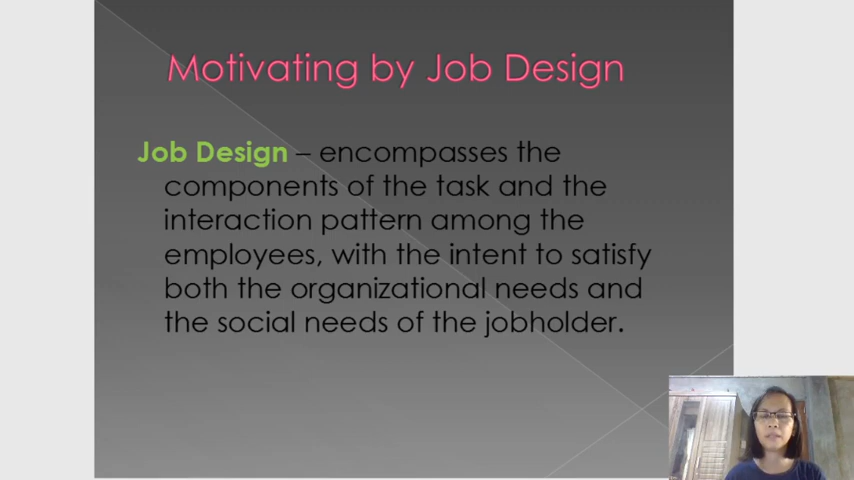 Motivating by Job Design
Job Design – encompasses the
components of the task and the
interaction pattern among the
employees, with the intent to satisfy
both the organizational needs and
the social needs of the jobholder.